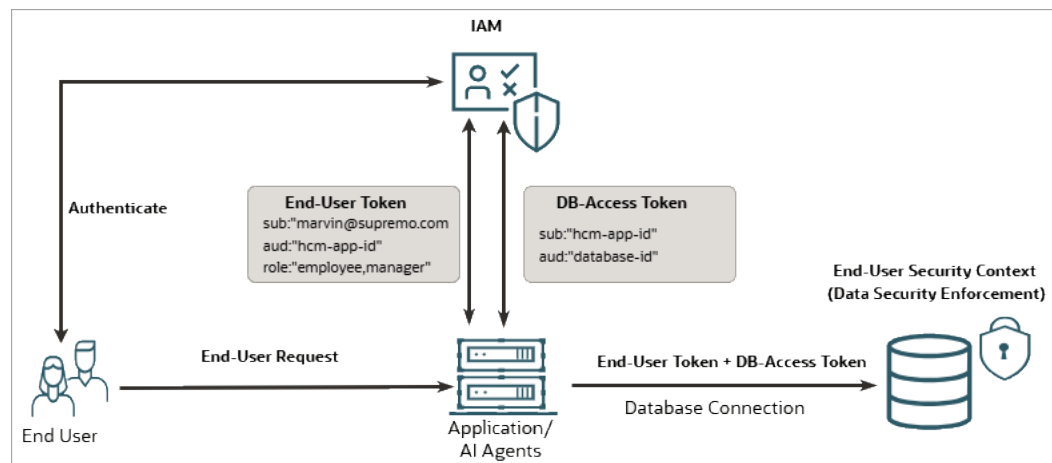 IAM
Authenticate
End-User Token
sub:"marvin@supremo.com
aud:"hcm-app-id"
role:"employee,manager"
DB-Access Token
sub:"hcm-app-id"
aud:"database-id"
End-User Security Context
(Data Security Enforcement)
End-User Request
End-User Token + DB-Access Token
Database Connection
End User
Application/
AI Agents